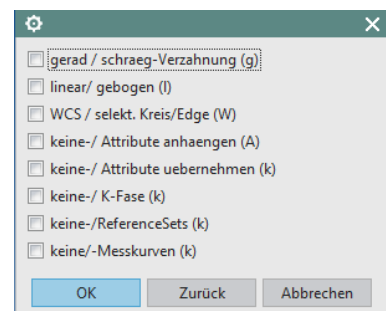 gerad / schraeg-Verzahnung (g)
linear/ gebogen (l)
WCS / selekt. Kreis/Edge (W)
keine-/ Attribute anhaengen (A)
keine-/ Attribute uebernehmen (k)
keine-/ K-Fase (k)
keine-/ReferenceSets (k)
keine/-Messkurven (k)
OK Zurück Abbrechen